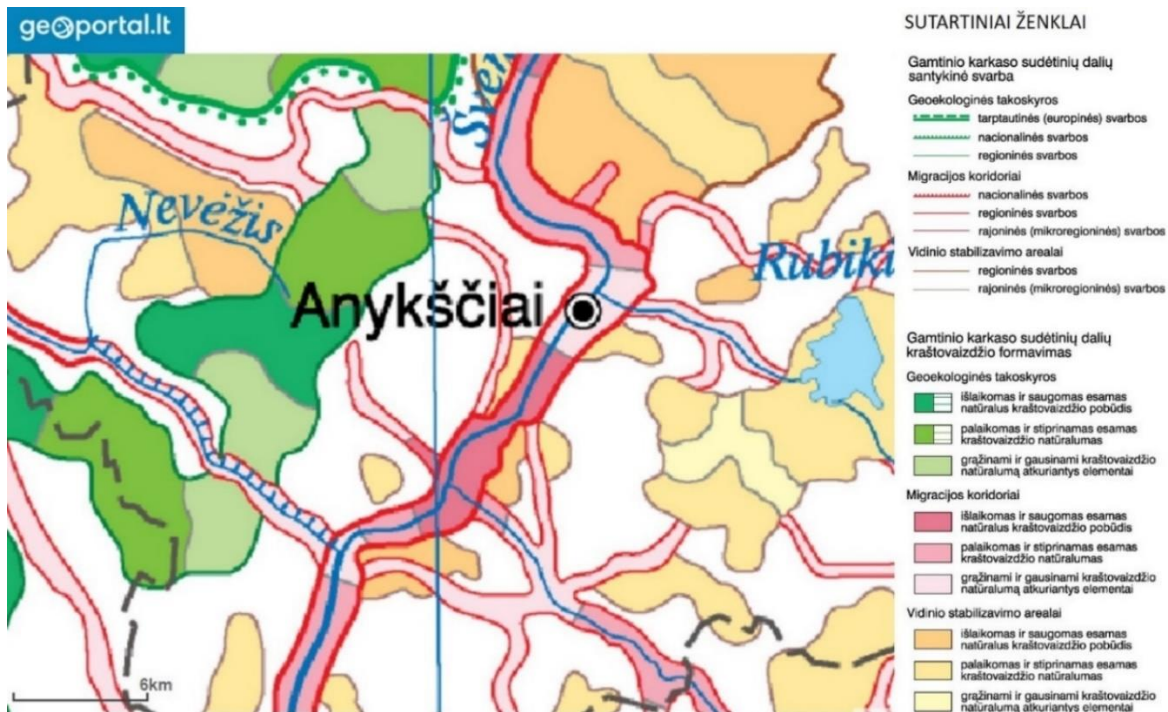 geoportal.lt
Šven
Nevėžis
Anykščiai
Rubiki
6km
SUTARTINIAI ŽENKLAI
Gamtinio karkaso sudėtinių dalių
santykinė svarba
Geoekologinės takoskyros
tarptautinės (europinės) svarbos
nacionalinės svarbos
regioninės svarbos
Migracijos koridoriai
nacionalinės svarbos
regioninės svarbos
rajoninės (mikroregioninės) svarbos
Vidinio stabilizavimo arealai
regioninės svarbos
rajoninės (mikroregioninės) svarbos
Gamtinio karkaso sudėtinių dalių
kraštovaizdžio formavimas
Geoekologinės takoskyros
išlaikomas ir saugomas esamas
natūralus kraštovaizdžio pobūdis
palaikomas ir stiprinamas esamas
kraštovaizdžio natūralumas
grąžinami ir gausinami kraštovaizdžio
natūralumą atkuriantys elementai
Migracijos koridoriai
išlaikomas ir saugomas esamas
natūralus kraštovaizdžio pobūdis
palaikomas ir stiprinamas esamas
kraštovaizdžio natūralumas
grąžinami ir gausinami kraštovaizdžio
natūralumą atkuriantys elementai
Vidinio stabilizavimo arealai
išlaikomas ir saugomas esamas
natūralus kraštovaizdžio pobūdis
palaikomas ir stiprinamas esamas
kraštovaizdžio natūralumas
grąžinami ir gausinami kraštovaizdžio
natūralumą atkuriantys elementai